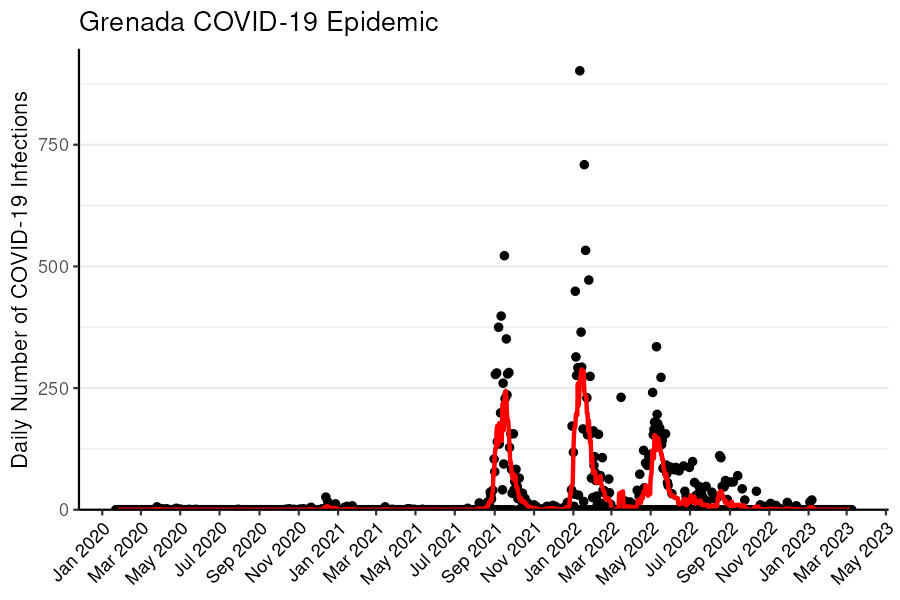 Grenada COVID-19 Epidemic
Daily Number of COVID-19 Infections
750
500
250
0
Jan 2020
Mar 2020
May 2020
Jul 2020
Sep 2020
Nov 2020
Jan 2021
Mar 2021
May 2021
Jul 2021
Sep 2021
Nov 2021
Jan 2022
Mar 2022
May 2022
Jul 2022
Sep 2022
Nov 2022
Jan 2023
Mar 2023
May 2023